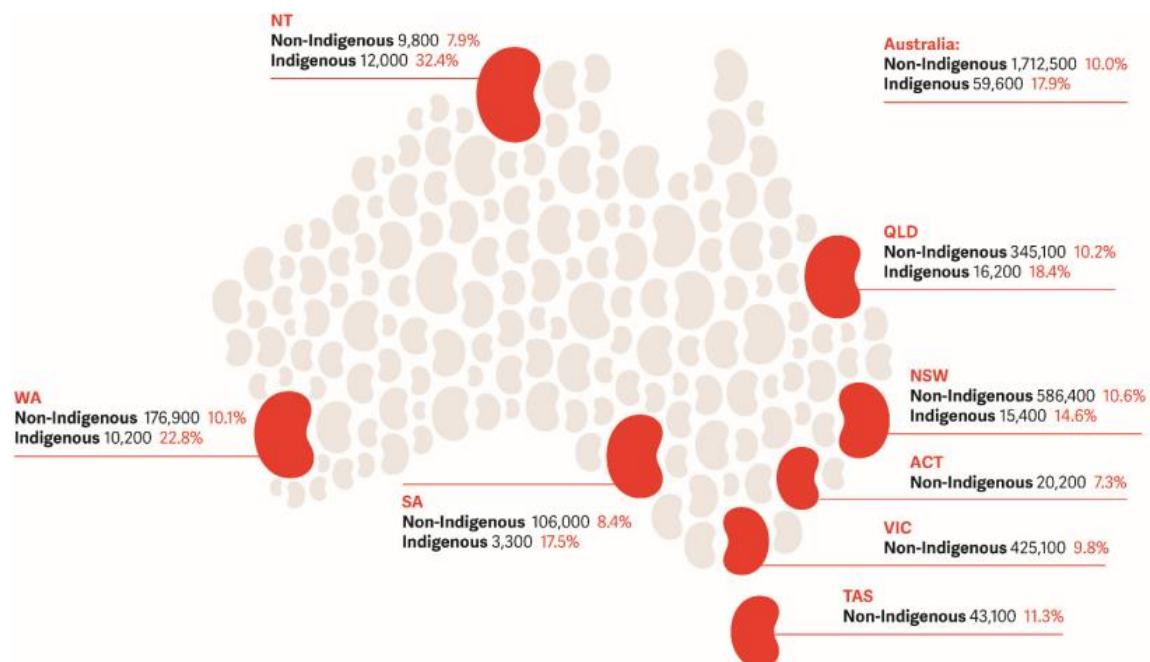 NT
Non-Indigenous 9,800 7.9%
Indigenous 12,000 32.4%
Australia:
Non-Indigenous 1,712,500 10.0%
Indigenous 59,600 17.9%
QLD
Non-Indigenous 345,100 10.2%
Indigenous 16,200 18.4%
NSW
Non-Indigenous 586,400 10.6%
Indigenous 15,400 14.6%
WA
Non-Indigenous 176,900 10.1%
Indigenous 10,200 22.8%
ACT
Non-Indigenous 20,200 7.3%
SA
Non-Indigenous 106,000 8.4%
Indigenous 3,300 17.5%
VIC
Non-Indigenous 425,100 9.8%
TAS
Non-Indigenous 43,100 11.3%